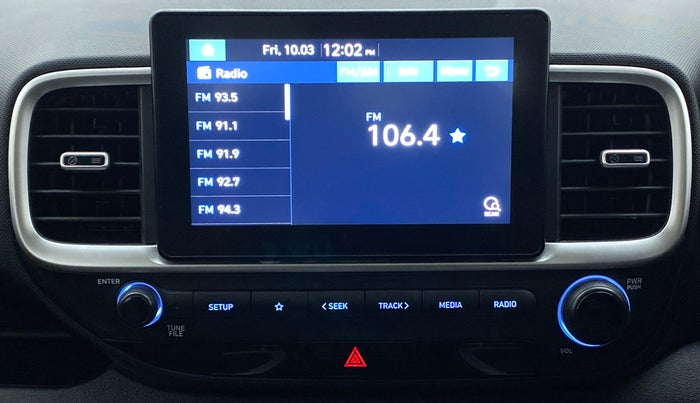 Fri, 10.03 12:02 PM
Radio FM/AM Info Menu
FM 93.5
FM 91.1
FM 91.9
FM 92.7
FM 94.3
FM
106.4
SCAN
ENTER
TUNE
FILE
SETUP
< SEEK
TRACK >
MEDIA
RADIO
PWR
PUSH
VOL